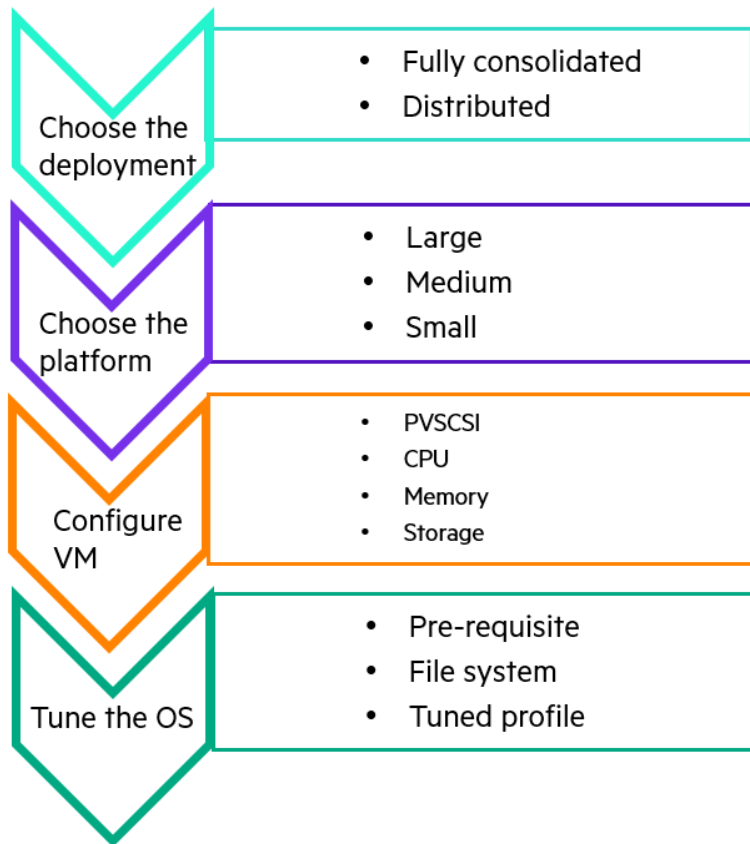 Choose the
deployment
• Fully consolidated
• Distributed
Choose the
platform
• Large
• Medium
• Small
Configure
VM
• PVSCSI
• CPU
• Memory
• Storage
Tune the OS
• Pre-requisite
• File system
• Tuned profile